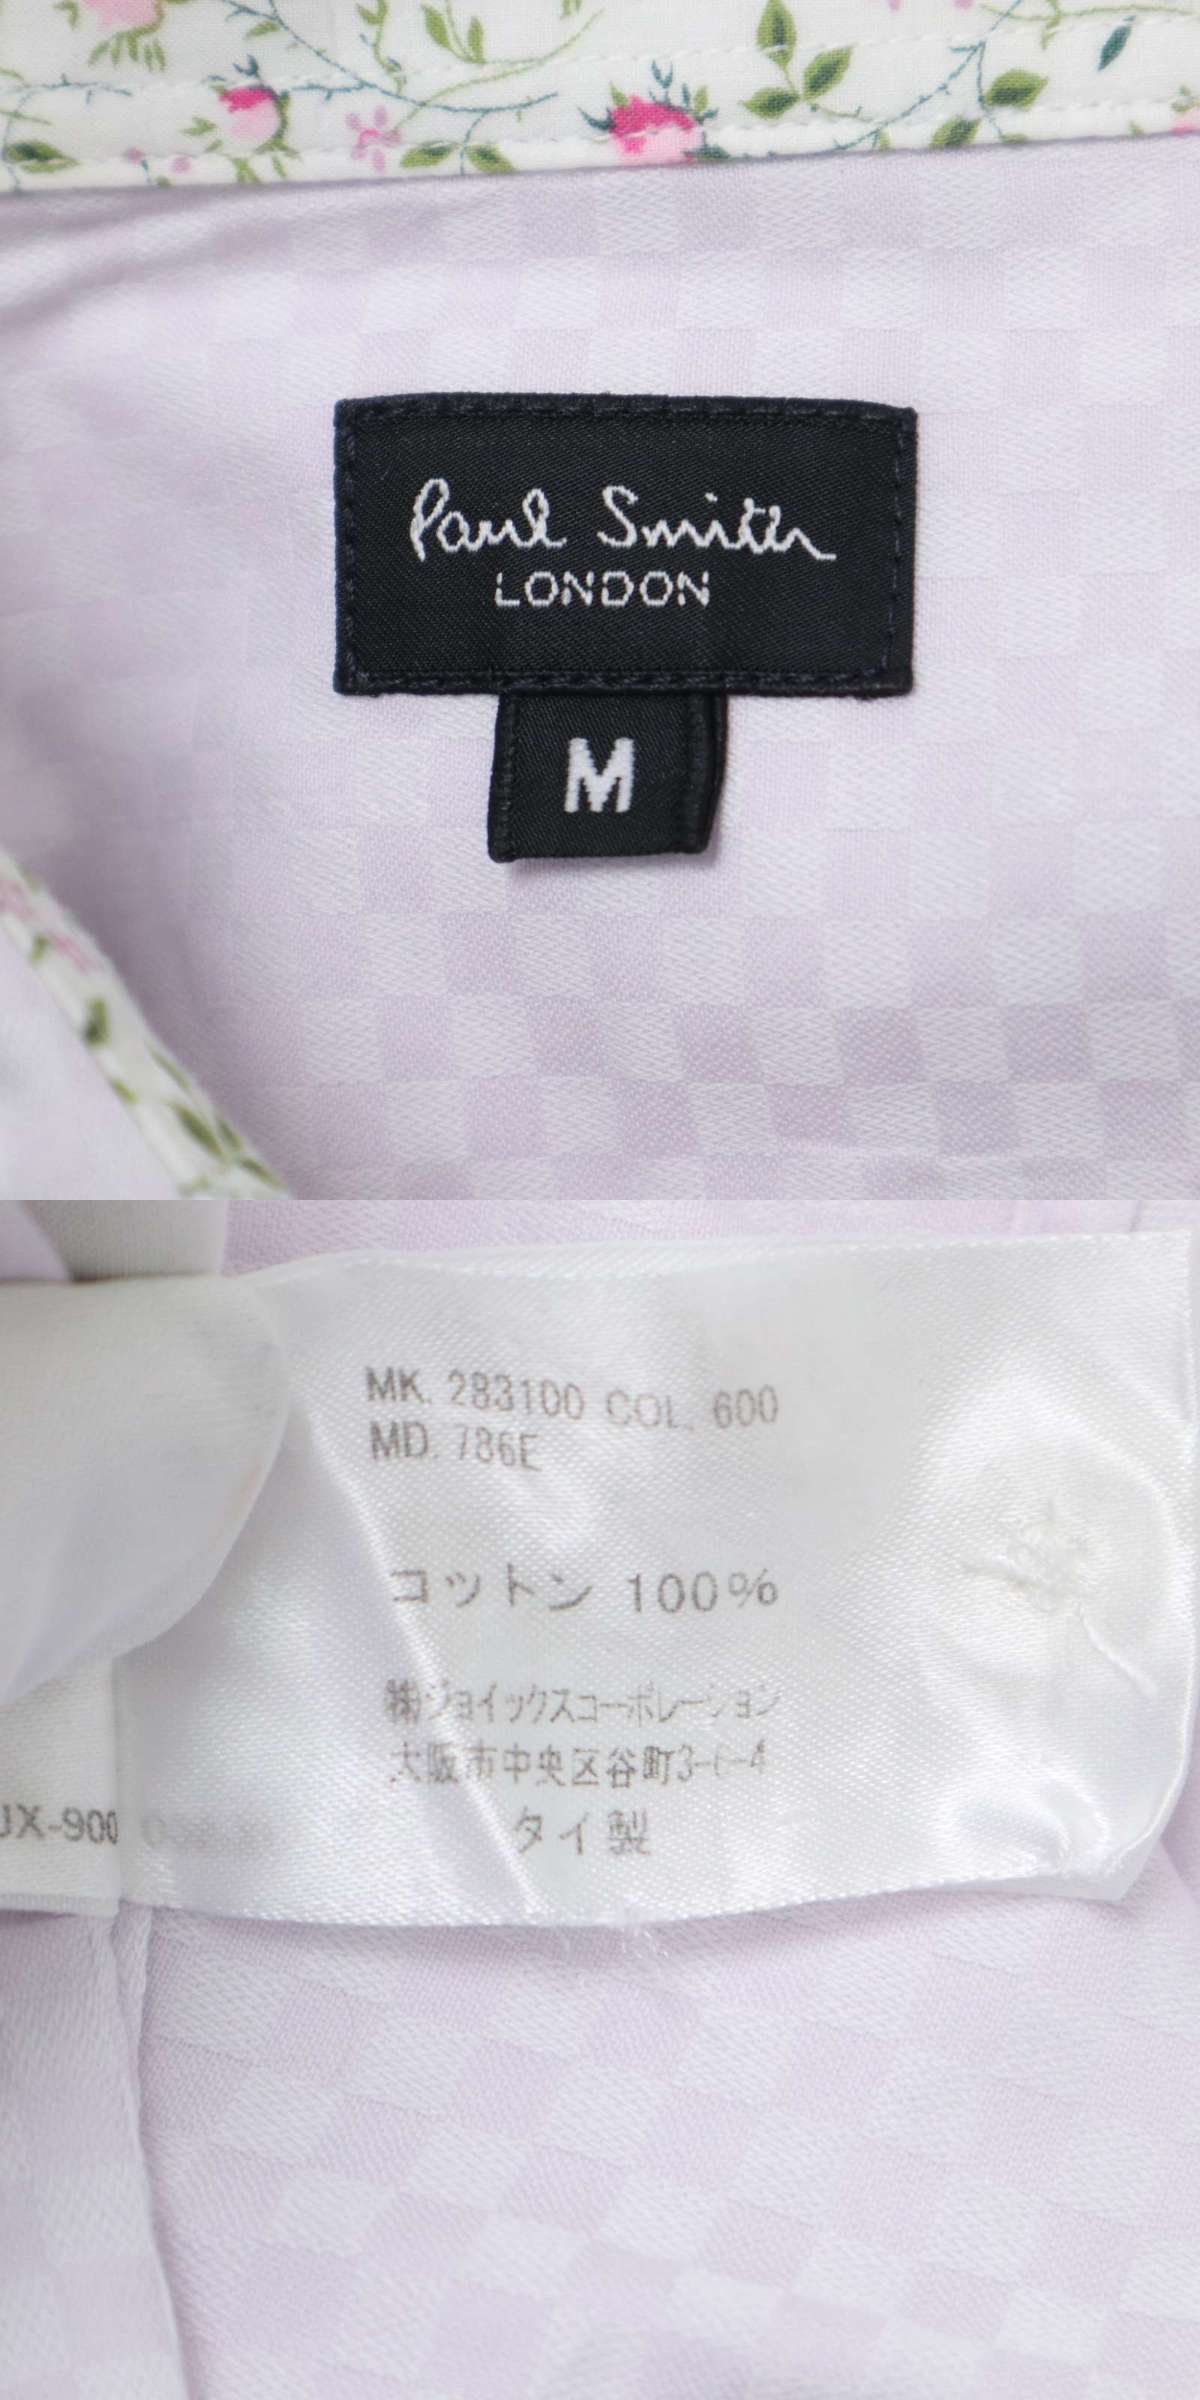 Paul Smith
LONDON
M
MK. 283100 COL. 600
MD. 786E
コットン 100%
㈱ジョイックスコーポレーション
大阪市中央区谷町3-6-4
タイ製
JX-900